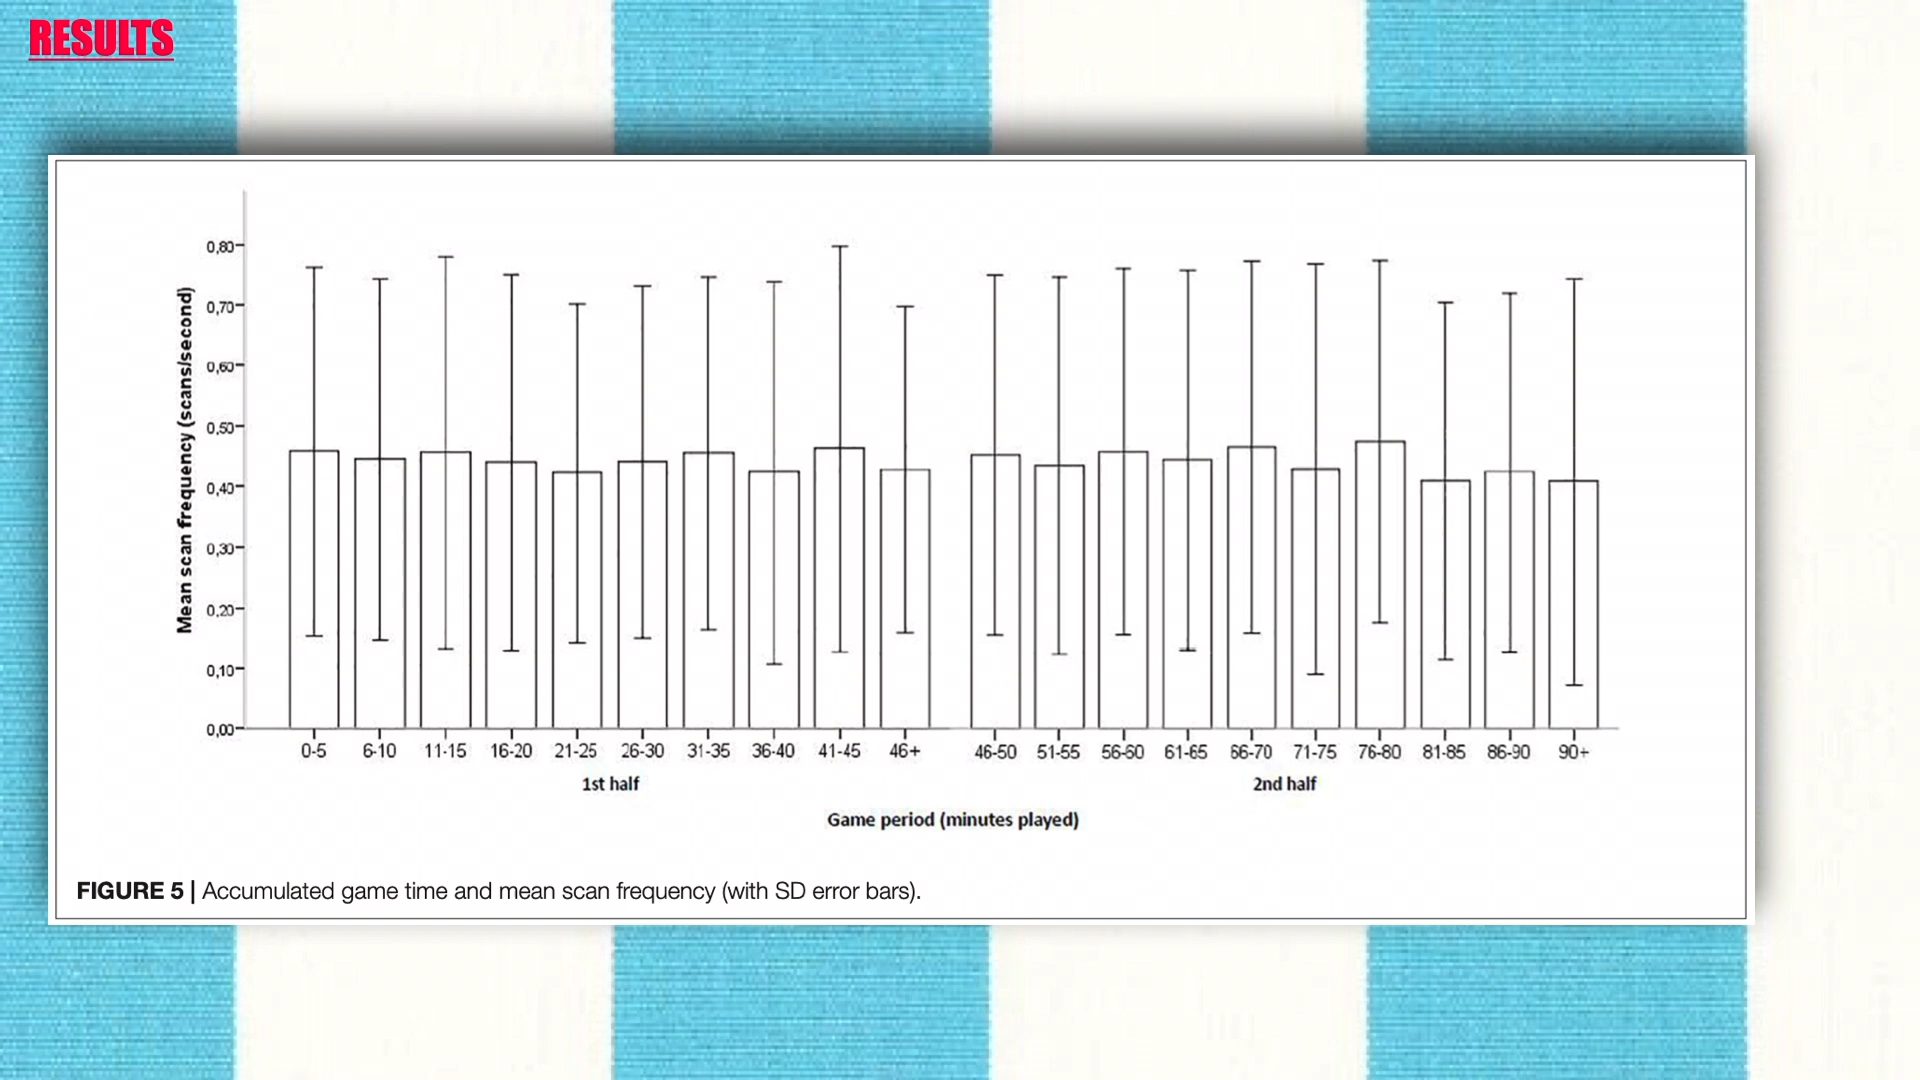 RESULTS
Mean scan frequency (scans/second)
0,80
0,70
0,60
0,50
0,40
0,30
0,20
0,10
0,00
0-5 6-10 11-15 16-20 21-25 26-30 31-35 36-40 41-45 46+ 46-50 51-55 56-60 61-65 66-70 71-75 76-80 81-85 86-90 90+
1st half 2nd half
Game period (minutes played)
FIGURE 5 | Accumulated game time and mean scan frequency (with SD error bars).